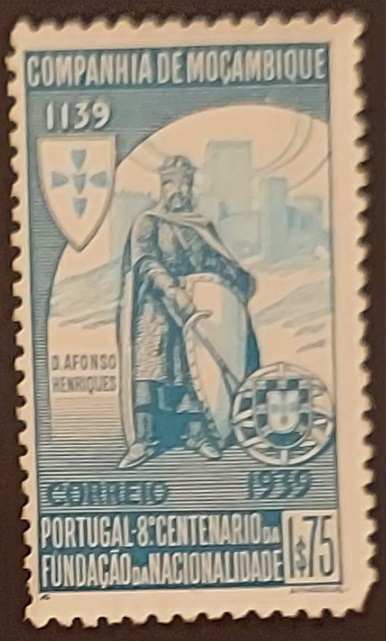 COMPANHIA DE MOÇAMBIQUE
1139
D. AFONSO
HENRIQUES
CORREIO 1939
PORTUGAL-8º CENTENARIO DA
FUNDAÇÃO DA NACIONALIDADE
1$75